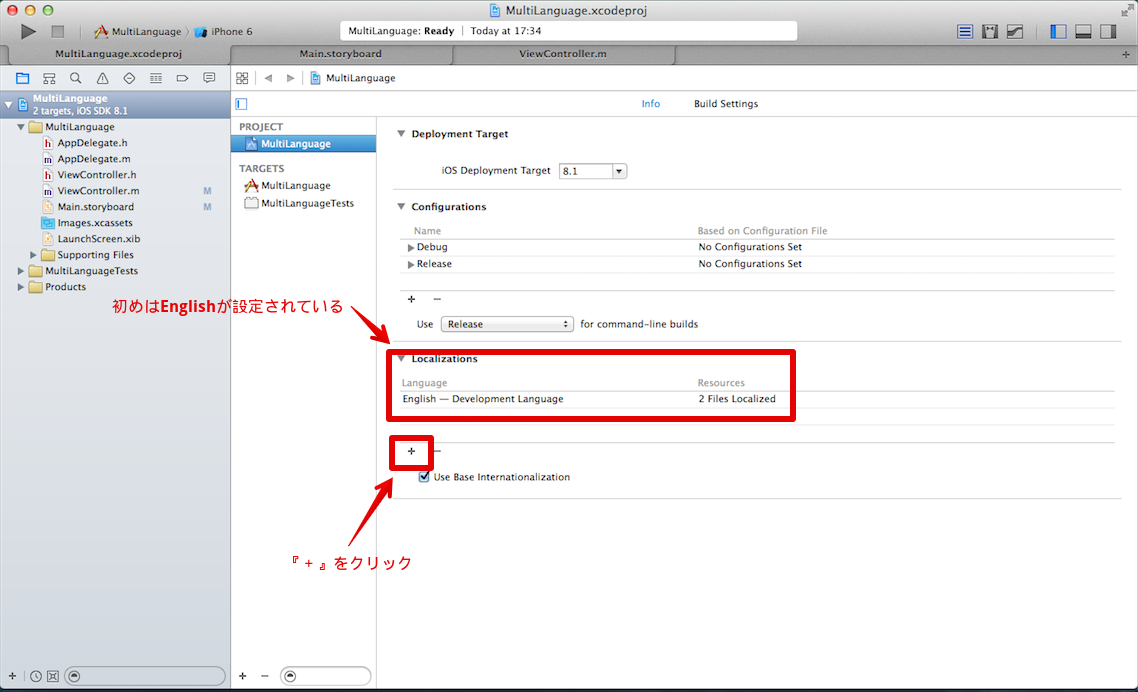 MultiLanguage.xcodeproj
MultiLanguage 〉 iPhone 6
MultiLanguage: Ready | Today at 17:34
MultiLanguage.xcodeproj
Main.storyboard
ViewController.m
+
MultiLanguage
2 targets, iOS SDK 8.1
MultiLanguage
h AppDelegate.h
m AppDelegate.m
h ViewController.h
m ViewController.m M
Main.storyboard M
Images.xcassets
LaunchScreen.xib
Supporting Files
MultiLanguageTests
Products
MultiLanguage
Info Build Settings
PROJECT
MultiLanguage
TARGETS
MultiLanguage
MultiLanguageTests
Deployment Target
iOS Deployment Target 8.1
Configurations
Name Based on Configuration File
Debug No Configurations Set
Release No Configurations Set
+ −
Use Release for command-line builds
初めはEnglishが設定されている
Localizations
Language Resources
English — Development Language 2 Files Localized
+ −
Use Base Internationalization
『 + 』をクリック
+
+ −